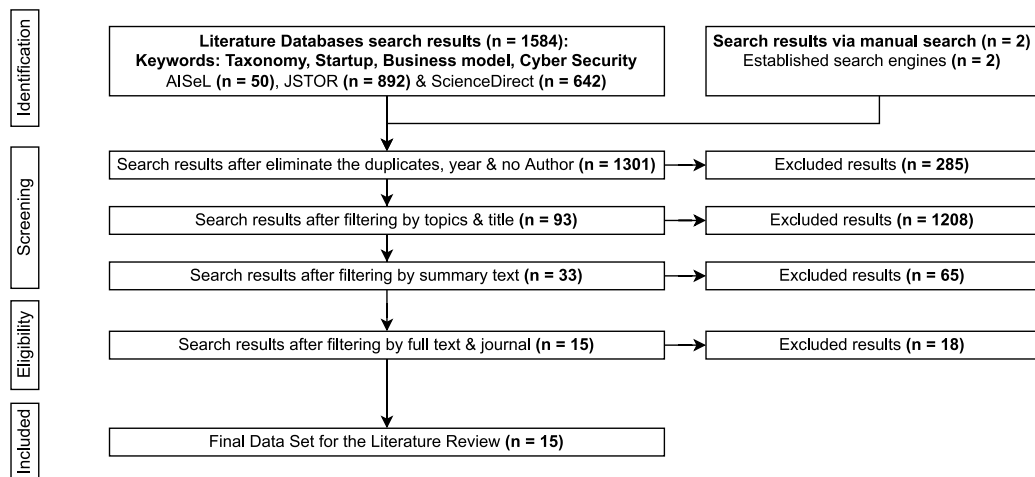 Identification
Literature Databases search results (n = 1584):
Keywords: Taxonomy, Startup, Business model, Cyber Security
AISeL (n = 50), JSTOR (n = 892) & ScienceDirect (n = 642)
Search results via manual search (n = 2)
Established search engines (n = 2)
Screening
Search results after eliminate the duplicates, year & no Author (n = 1301)
Excluded results (n = 285)
Search results after filtering by topics & title (n = 93)
Excluded results (n = 1208)
Search results after filtering by summary text (n = 33)
Excluded results (n = 65)
Eligibility
Search results after filtering by full text & journal (n = 15)
Excluded results (n = 18)
Included
Final Data Set for the Literature Review (n = 15)